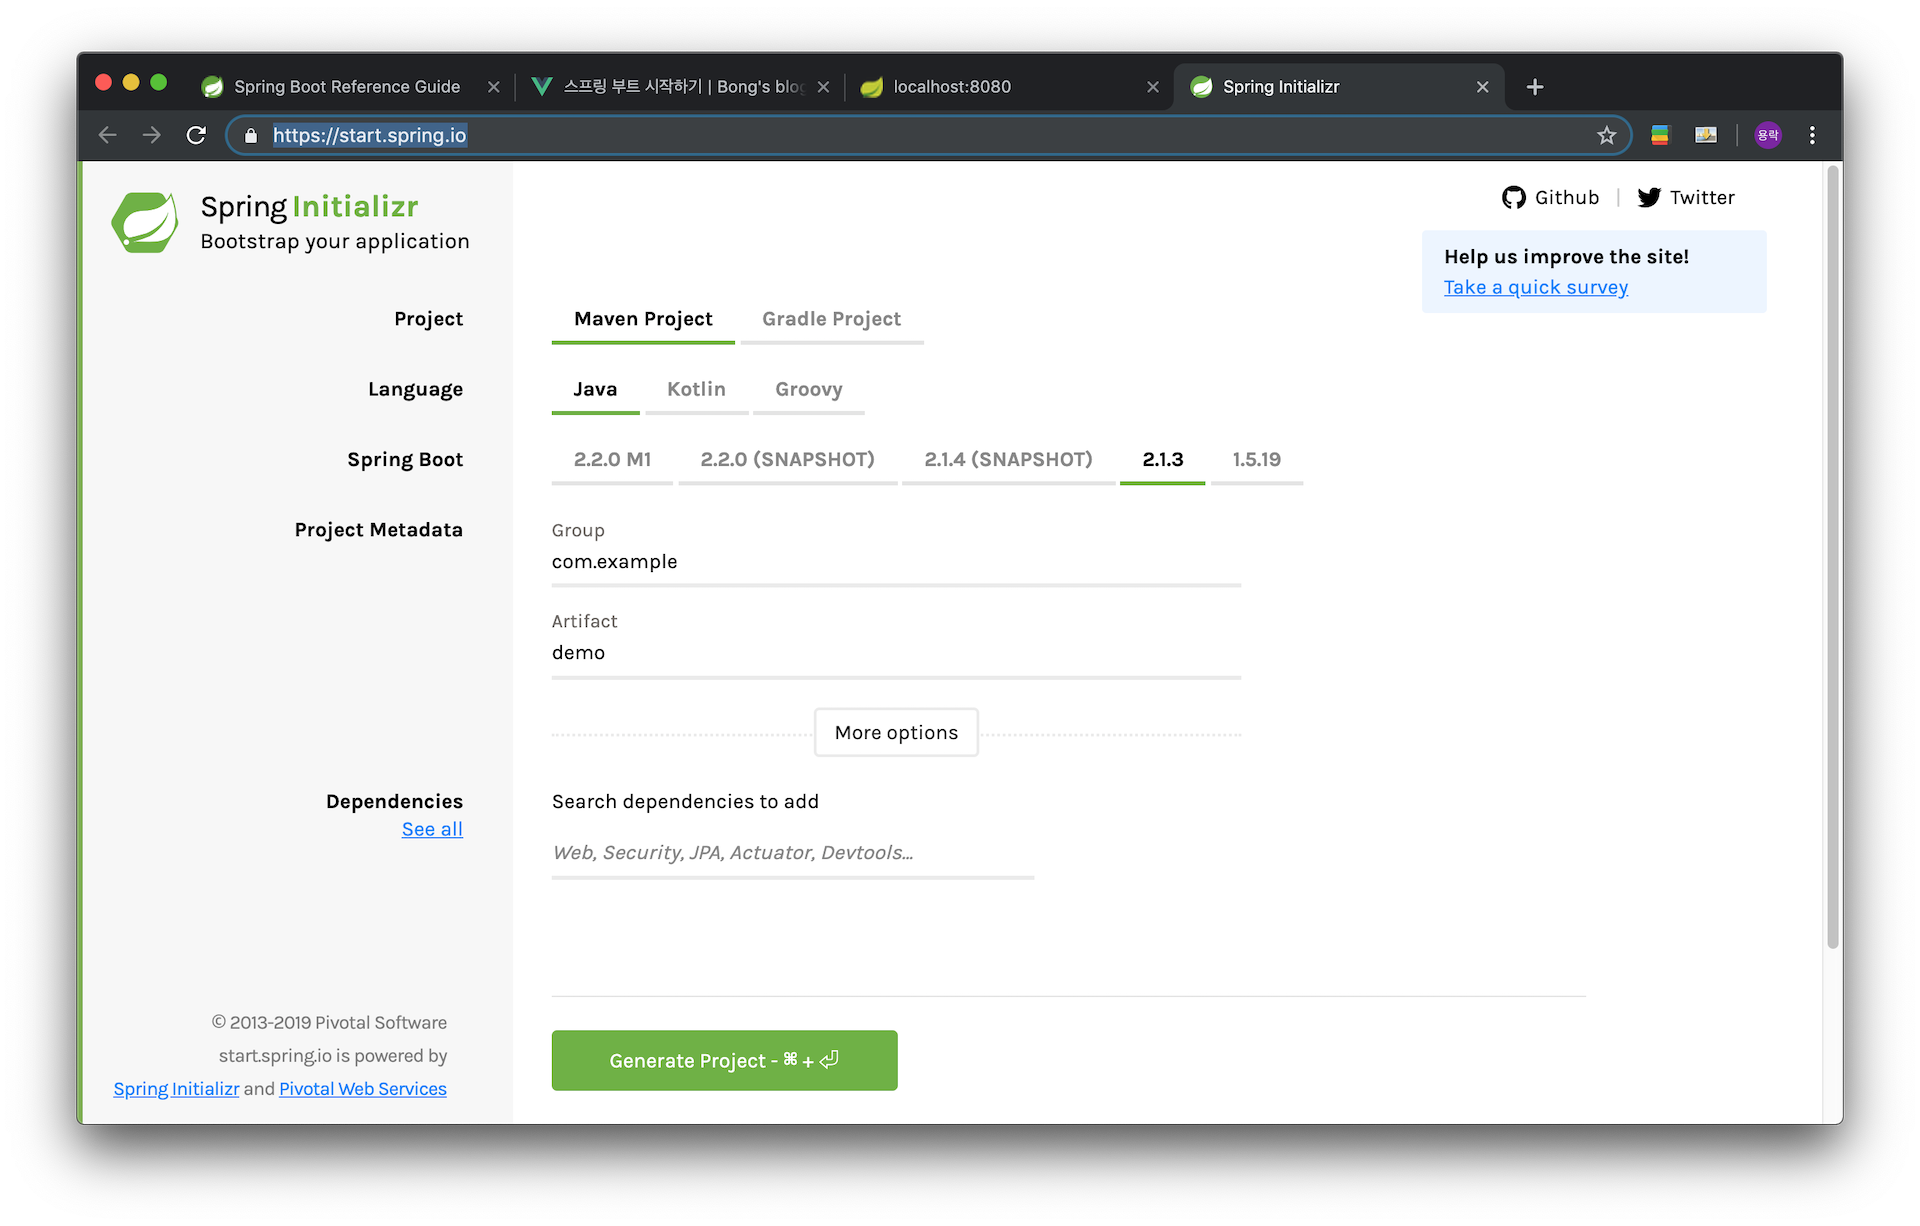 Spring Boot Reference Guide
스프링 부트 시작하기 | Bong's blog
localhost:8080
Spring Initializr
https://start.spring.io
용락
Spring Initializr
Bootstrap your application
Github | Twitter
Help us improve the site!
Take a quick survey
Project
Maven Project
Gradle Project
Language
Java
Kotlin
Groovy
Spring Boot
2.2.0 M1
2.2.0 (SNAPSHOT)
2.1.4 (SNAPSHOT)
2.1.3
1.5.19
Project Metadata
Group
com.example
Artifact
demo
More options
Dependencies
See all
Search dependencies to add
Web, Security, JPA, Actuator, Devtools...
© 2013-2019 Pivotal Software
start.spring.io is powered by
Spring Initializr and Pivotal Web Services
Generate Project - ⌘ + ⏎